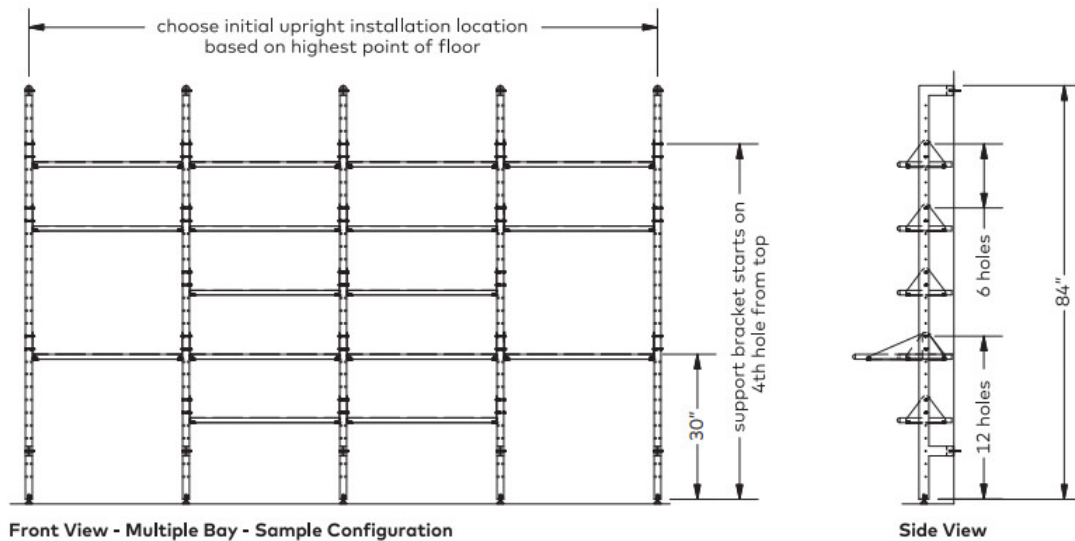 choose initial upright installation location
based on highest point of floor
30"
support bracket starts on
4th hole from top
6 holes
12 holes
84"
Front View - Multiple Bay - Sample Configuration
Side View